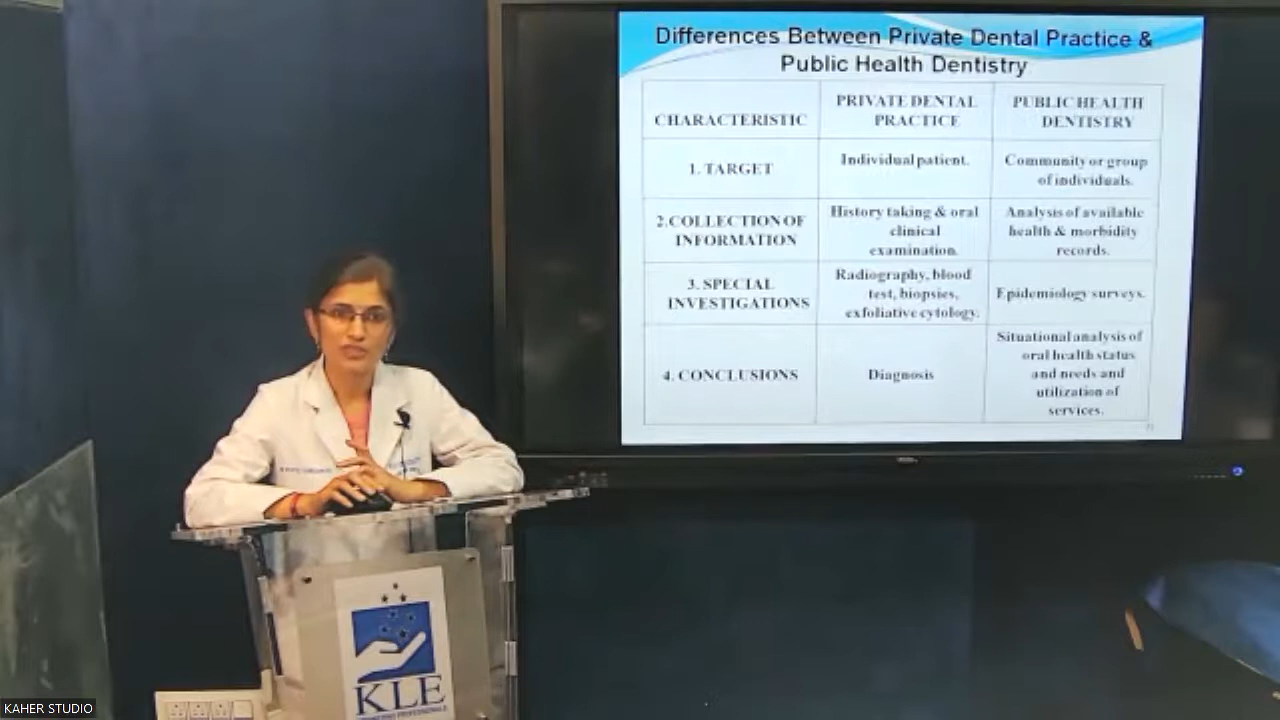 Differences Between Private Dental Practice &
Public Health Dentistry
CHARACTERISTIC
PRIVATE DENTAL
PRACTICE
PUBLIC HEALTH
DENTISTRY
1. TARGET
Individual patient.
Community or group
of individuals.
2.COLLECTION OF
INFORMATION
History taking & oral
clinical
examination.
Analysis of available
health & morbidity
records.
3. SPECIAL
INVESTIGATIONS
Radiography, blood
test, biopsies,
exfoliative cytology.
Epidemiology surveys.
4. CONCLUSIONS
Diagnosis
Situational analysis of
oral health status
and needs and
utilization of
services.
KLE
KAHER STUDIO